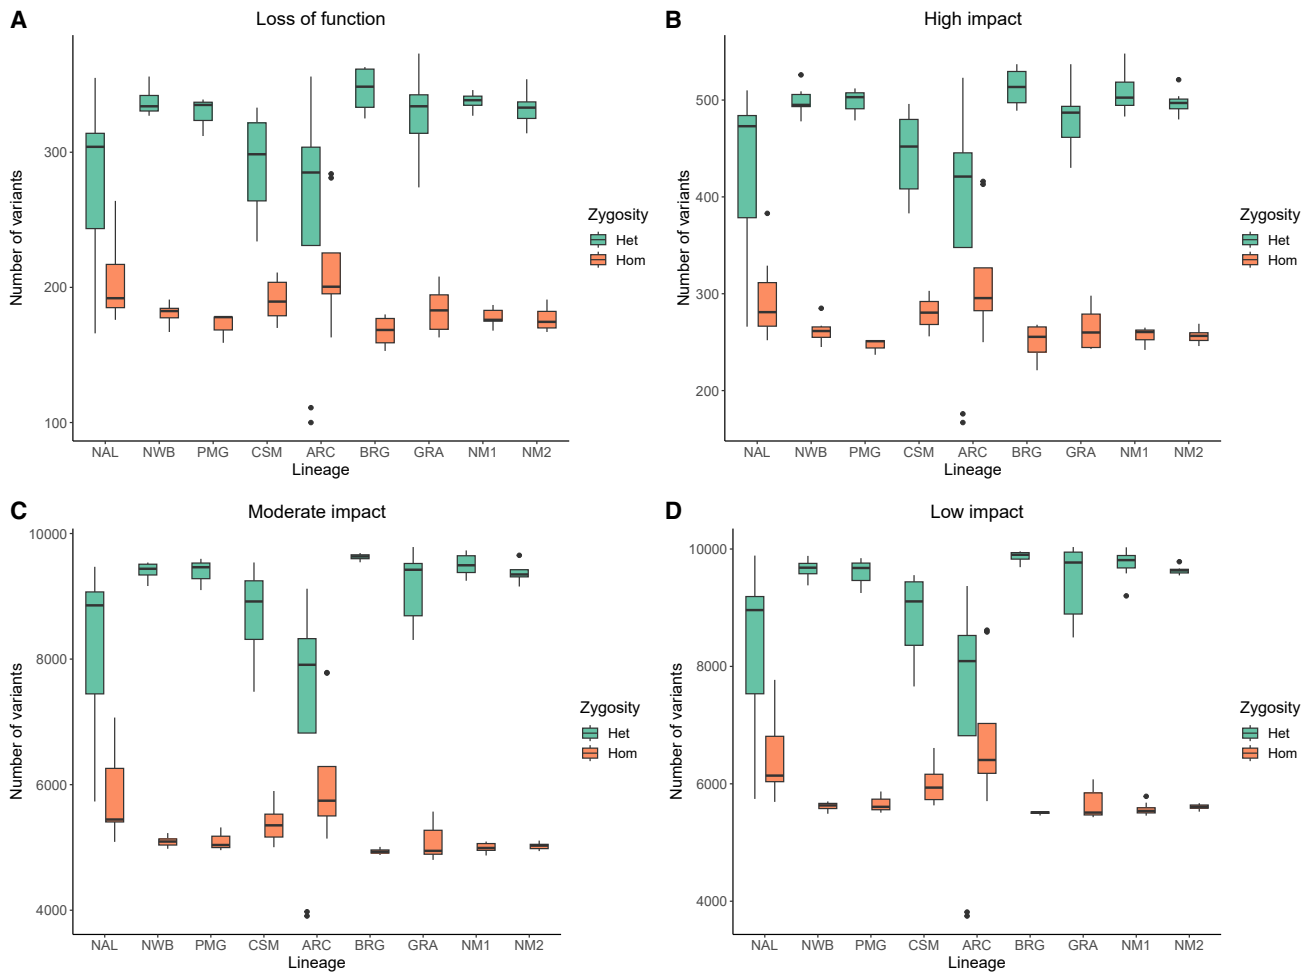 A
Loss of function
Number of variants
300
200
100
NAL NWB PMG CSM ARC BRG GRA NM1 NM2
Lineage
Zygosity
Het
Hom
B
High impact
Number of variants
500
400
300
200
NAL NWB PMG CSM ARC BRG GRA NM1 NM2
Lineage
Zygosity
Het
Hom
C
Moderate impact
Number of variants
10000
8000
6000
4000
NAL NWB PMG CSM ARC BRG GRA NM1 NM2
Lineage
Zygosity
Het
Hom
D
Low impact
Number of variants
10000
8000
6000
4000
NAL NWB PMG CSM ARC BRG GRA NM1 NM2
Lineage
Zygosity
Het
Hom